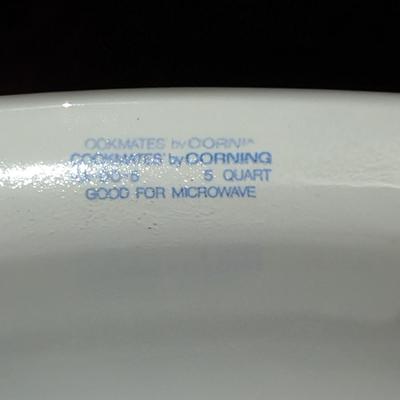 OOKMATES by CORNI
COOKMATES by CORNING
5 QUART
GOOD FOR MICROWAVE